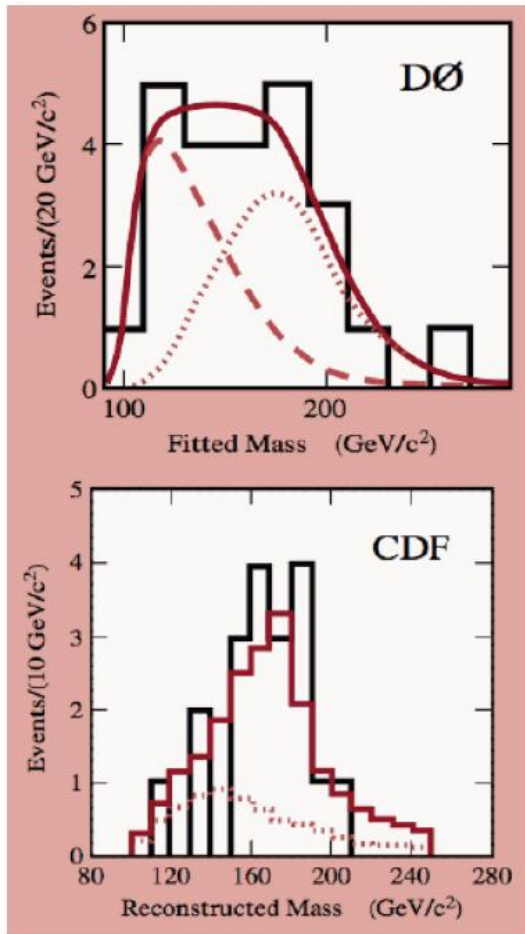 6
DØ
Events/(20 GeV/c²)
4
2
0
100 200
Fitted Mass (GeV/c²)
5
CDF
4
Events/(10 GeV/c²)
3
2
1
0
80 120 160 200 240 280
Reconstructed Mass (GeV/c²)